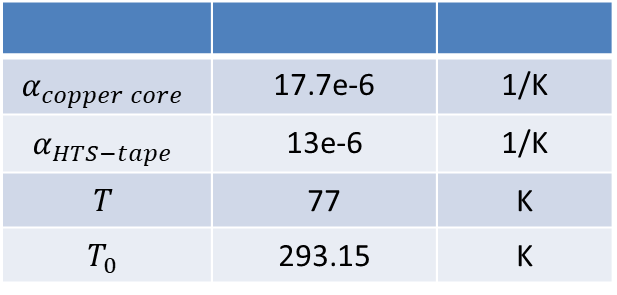 α_copper core 17.7e-6 1/K
α_HTS−tape 13e-6 1/K
T 77 K
T_0 293.15 K